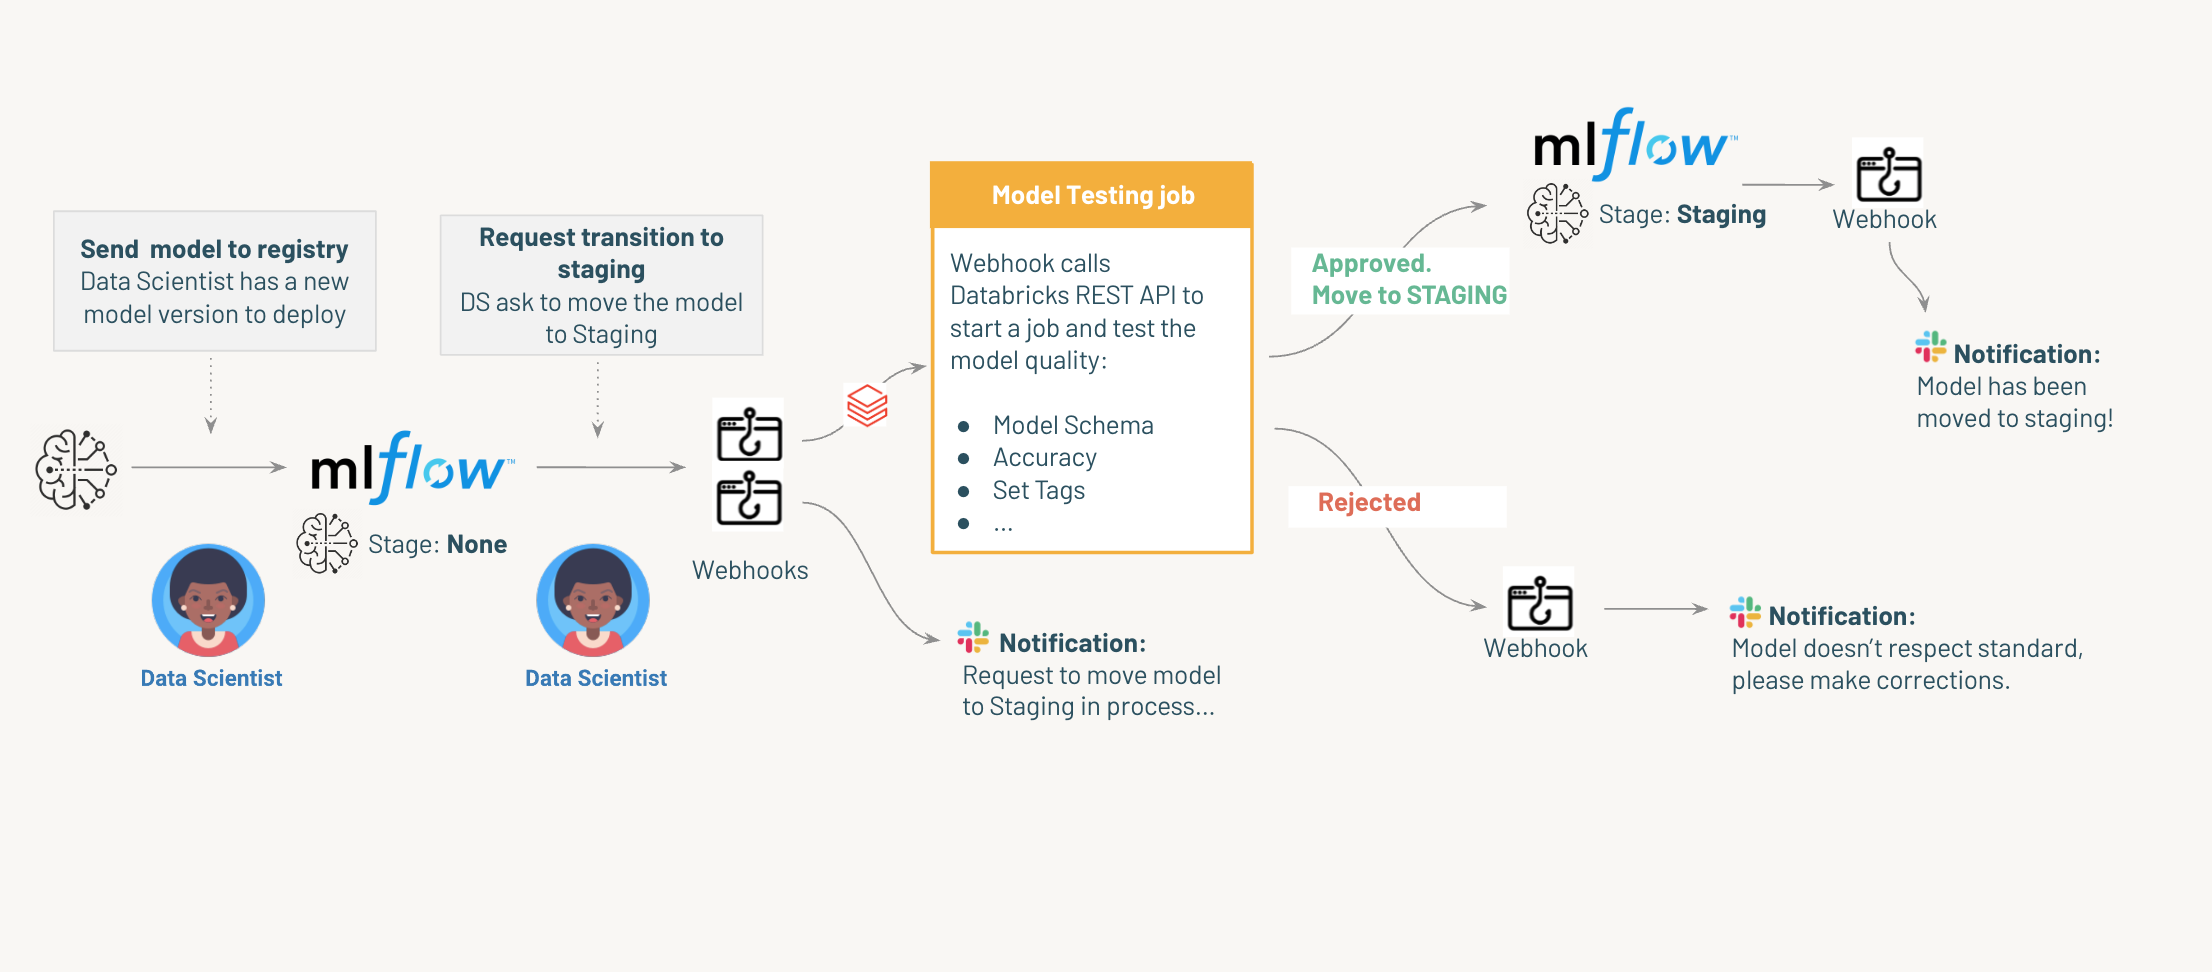 Send  model to registry
Data Scientist has a new
model version to deploy
Request transition to
staging
DS ask to move the model
to Staging
mlflow™
Stage: None
Data Scientist
Data Scientist
Webhooks
Model Testing job
Webhook calls
Databricks REST API to
start a job and test the
model quality:
● Model Schema
● Accuracy
● Set Tags
● ...
Notification:
Request to move model
to Staging in process...
Approved.
Move to STAGING
Rejected
mlflow™
Stage: Staging
Webhook
Notification:
Model has been
moved to staging!
Webhook
Notification:
Model doesn't respect standard,
please make corrections.